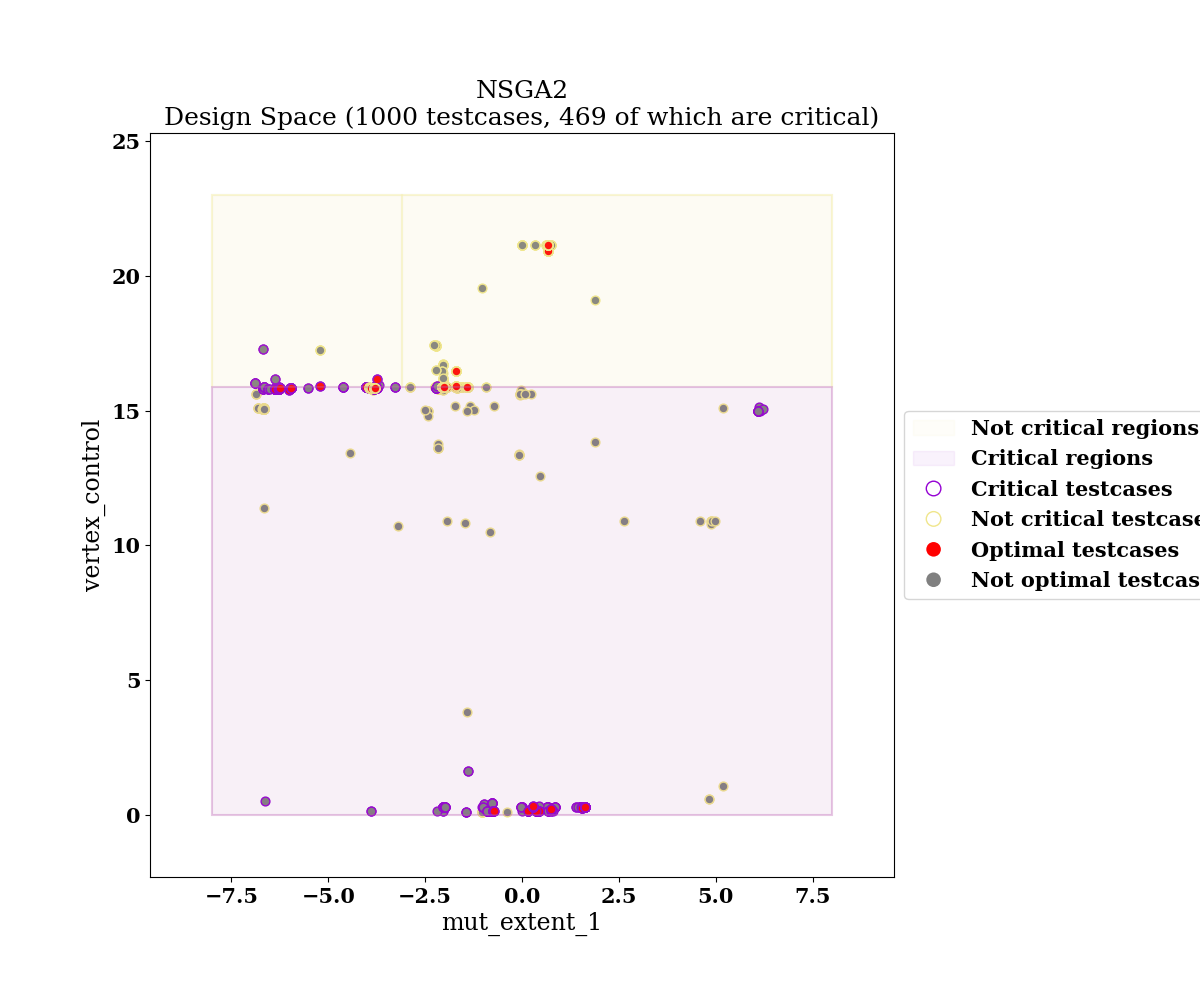 NSGA2
Design Space (1000 testcases, 469 of which are critical)
25
20
15
10
5
0
vertex_control
−7.5
−5.0
−2.5
0.0
2.5
5.0
7.5
mut_extent_1
Not critical regions
Critical regions
Critical testcases
Not critical testcase
Optimal testcases
Not optimal testcas